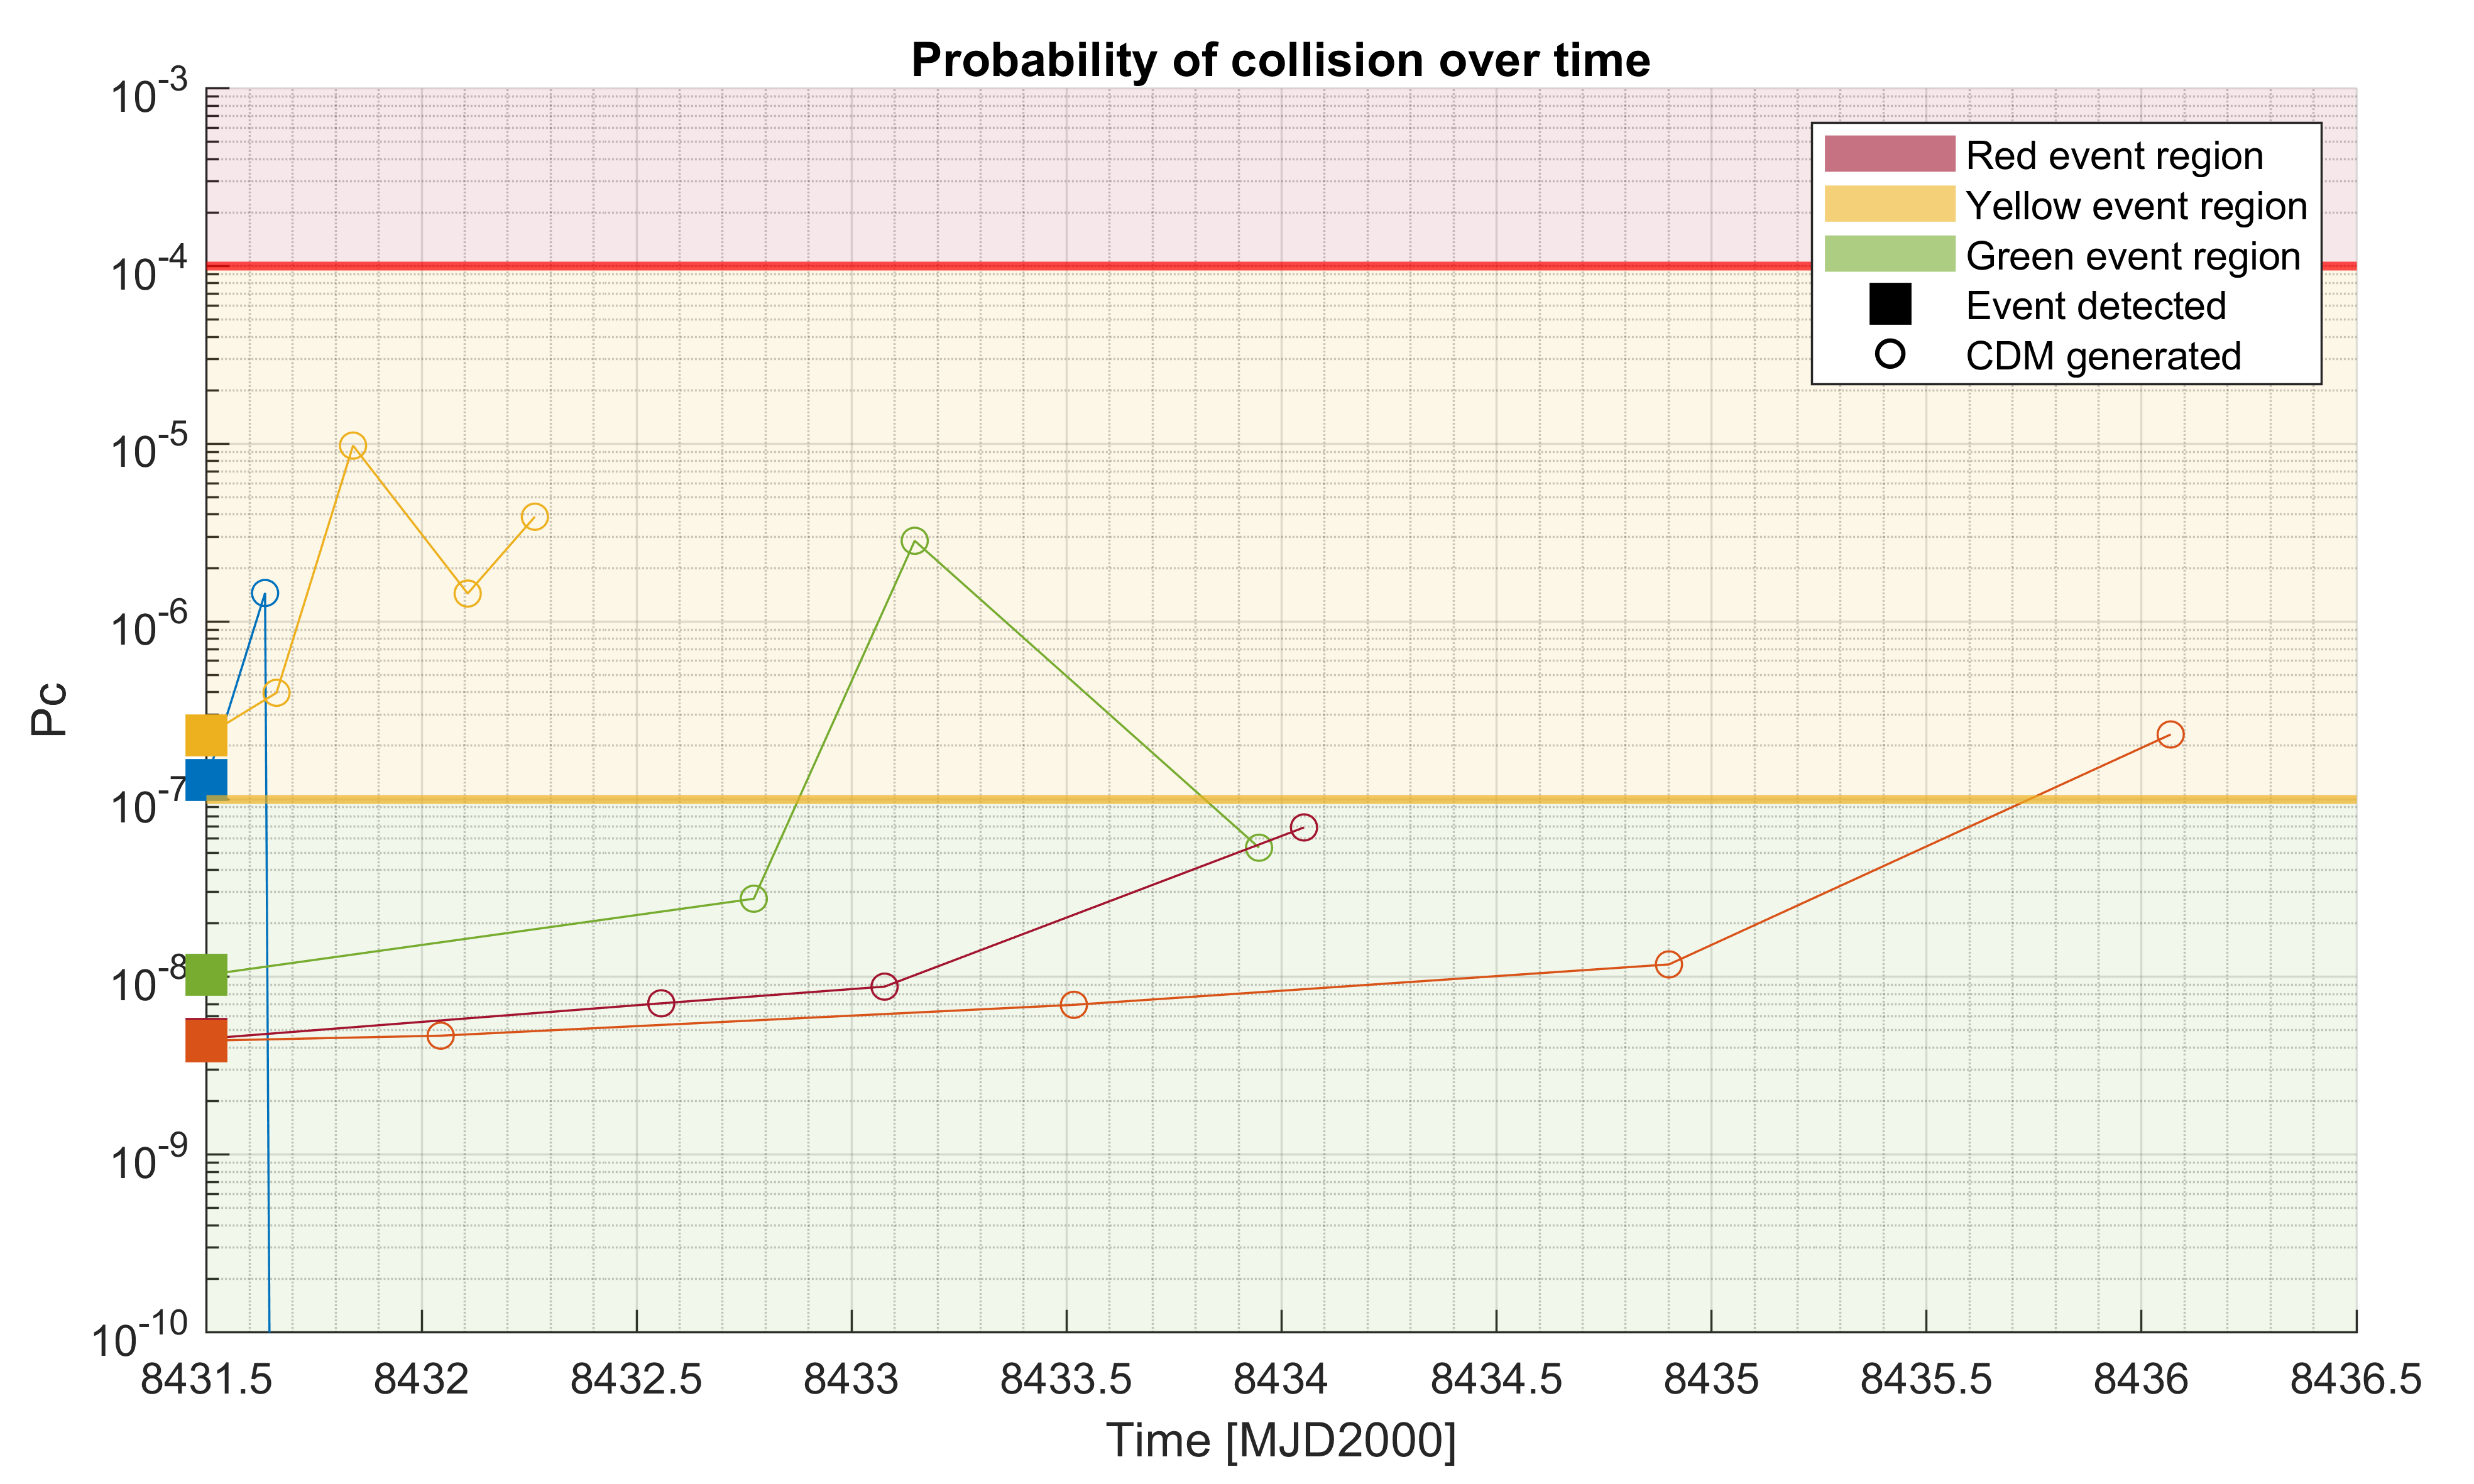 Probability of collision over time
10^-3
10^-4
10^-5
10^-6
10^-7
10^-8
10^-9
10^-10
Pc
Red event region
Yellow event region
Green event region
Event detected
CDM generated
8431.5 8432 8432.5 8433 8433.5 8434 8434.5 8435 8435.5 8436 8436.5
Time [MJD2000]